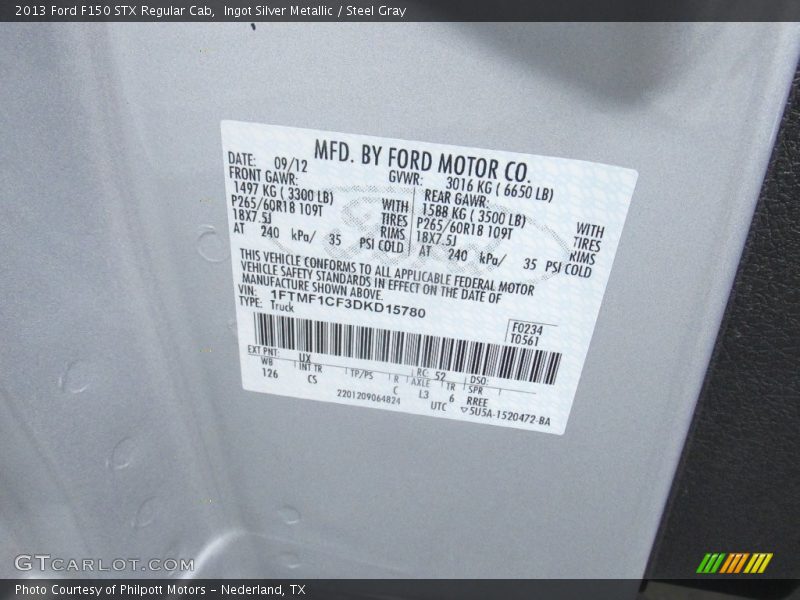 2013 Ford F150 STX Regular Cab,  Ingot Silver Metallic / Steel Gray
MFD. BY FORD MOTOR CO.
DATE: 09/12 GVWR: 3016 KG ( 6650 LB)
FRONT GAWR: REAR GAWR:
1497 KG ( 3300 LB) WITH 1588 KG ( 3500 LB) WITH
P265/60R18 109T TIRES P265/60R18 109T TIRES
18X7.5J RIMS 18X7.5J RIMS
AT 240 kPa/ 35 PSI COLD AT 240 kPa/ 35 PSI COLD
THIS VEHICLE CONFORMS TO ALL APPLICABLE FEDERAL MOTOR
VEHICLE SAFETY STANDARDS IN EFFECT ON THE DATE OF
MANUFACTURE SHOWN ABOVE.
VIN: 1FTMF1CF3DKD15780
TYPE: Truck
F0234
T0561
EXT PNT: UX RC: 52 DSO:
WB INT TR TP/PS R AXLE TR SPR
126 CS C L3 6 RREE
2201209064824 UTC ▽5U5A-1520472-BA
Ford
GTCARLOT.COM
Photo Courtesy of Philpott Motors - Nederland, TX